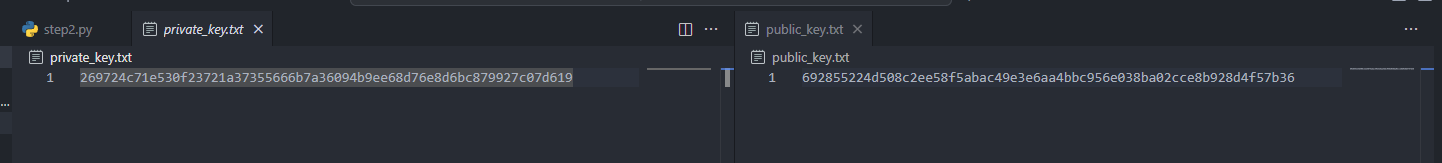 step2.py
private_key.txt
public_key.txt
private_key.txt
public_key.txt
1 269724c71e530f23721a37355666b7a36094b9ee68d76e8d6bc879927c07d619
1 692855224d508c2ee58f5abac49e3e6aa4bbc956e038ba02cce8b928d4f57b36